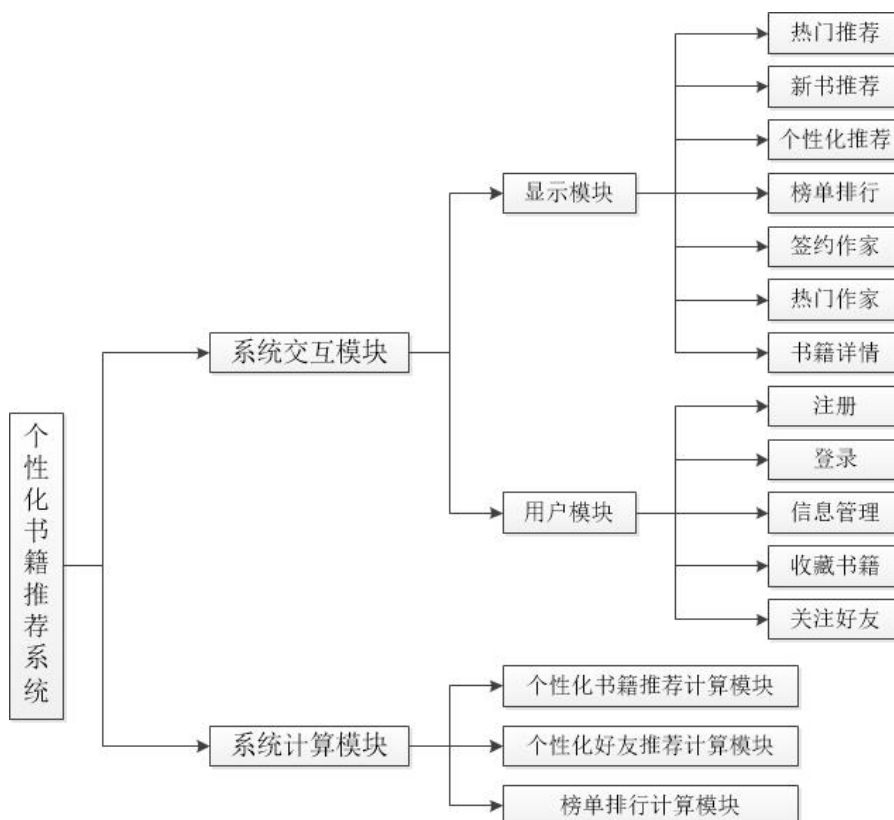 个性化书籍推荐系统
系统交互模块
显示模块
热门推荐
新书推荐
个性化推荐
榜单排行
签约作家
热门作家
书籍详情
用户模块
注册
登录
信息管理
收藏书籍
关注好友
系统计算模块
个性化书籍推荐计算模块
个性化好友推荐计算模块
榜单排行计算模块